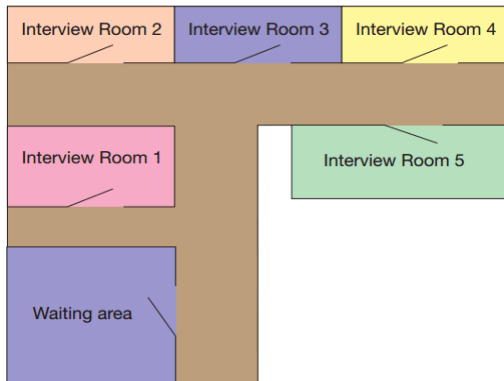 Interview Room 2
Interview Room 3
Interview Room 4
Interview Room 1
Interview Room 5
Waiting area